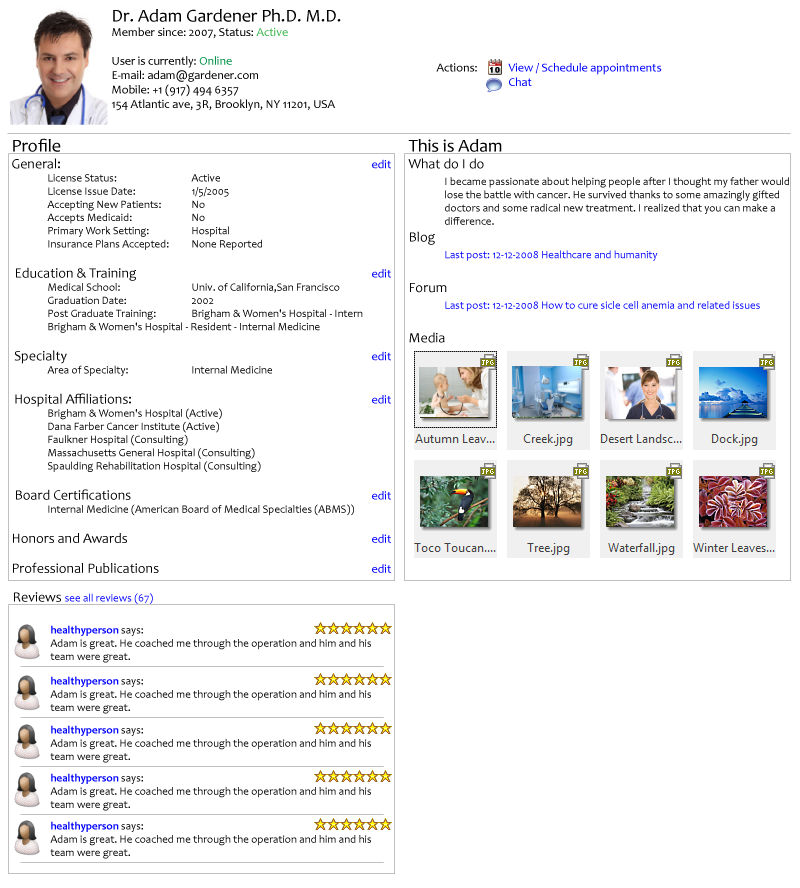 Dr. Adam Gardener Ph.D. M.D.
Member since: 2007, Status: Active
User is currently: Online
E-mail: adam@gardener.com
Mobile: +1 (917) 494 6357
154 Atlantic ave, 3R, Brooklyn, NY 11201, USA
Actions:
10
View / Schedule appointments
Chat
Profile
General: edit
License Status: Active
License Issue Date: 1/5/2005
Accepting New Patients: No
Accepts Medicaid: No
Primary Work Setting: Hospital
Insurance Plans Accepted: None Reported
Education & Training edit
Medical School: Univ. of California,San Francisco
Graduation Date: 2002
Post Graduate Training: Brigham & Women's Hospital - Intern
Brigham & Women's Hospital - Resident - Internal Medicine
Specialty edit
Area of Specialty: Internal Medicine
Hospital Affiliations: edit
Brigham & Women's Hospital (Active)
Dana Farber Cancer Institute (Active)
Faulkner Hospital (Consulting)
Massachusetts General Hospital (Consulting)
Spaulding Rehabilitation Hospital (Consulting)
Board Certifications edit
Internal Medicine (American Board of Medical Specialties (ABMS))
Honors and Awards edit
Professional Publications edit
This is Adam
What do I do
I became passionate about helping people after I thought my father would
lose the battle with cancer. He survived thanks to some amazingly gifted
doctors and some radical new treatment. I realized that you can make a
difference.
Blog
Last post: 12-12-2008 Healthcare and humanity
Forum
Last post: 12-12-2008 How to cure sicle cell anemia and related issues
Media
JPG JPG JPG JPG
Autumn Leav... Creek.jpg Desert Landsc... Dock.jpg
JPG JPG JPG JPG
Toco Toucan.... Tree.jpg Waterfall.jpg Winter Leaves...
Reviews see all reviews (67)
healthyperson says:
Adam is great. He coached me through the operation and him and his
team were great.
healthyperson says:
Adam is great. He coached me through the operation and him and his
team were great.
healthyperson says:
Adam is great. He coached me through the operation and him and his
team were great.
healthyperson says:
Adam is great. He coached me through the operation and him and his
team were great.
healthyperson says:
Adam is great. He coached me through the operation and him and his
team were great.